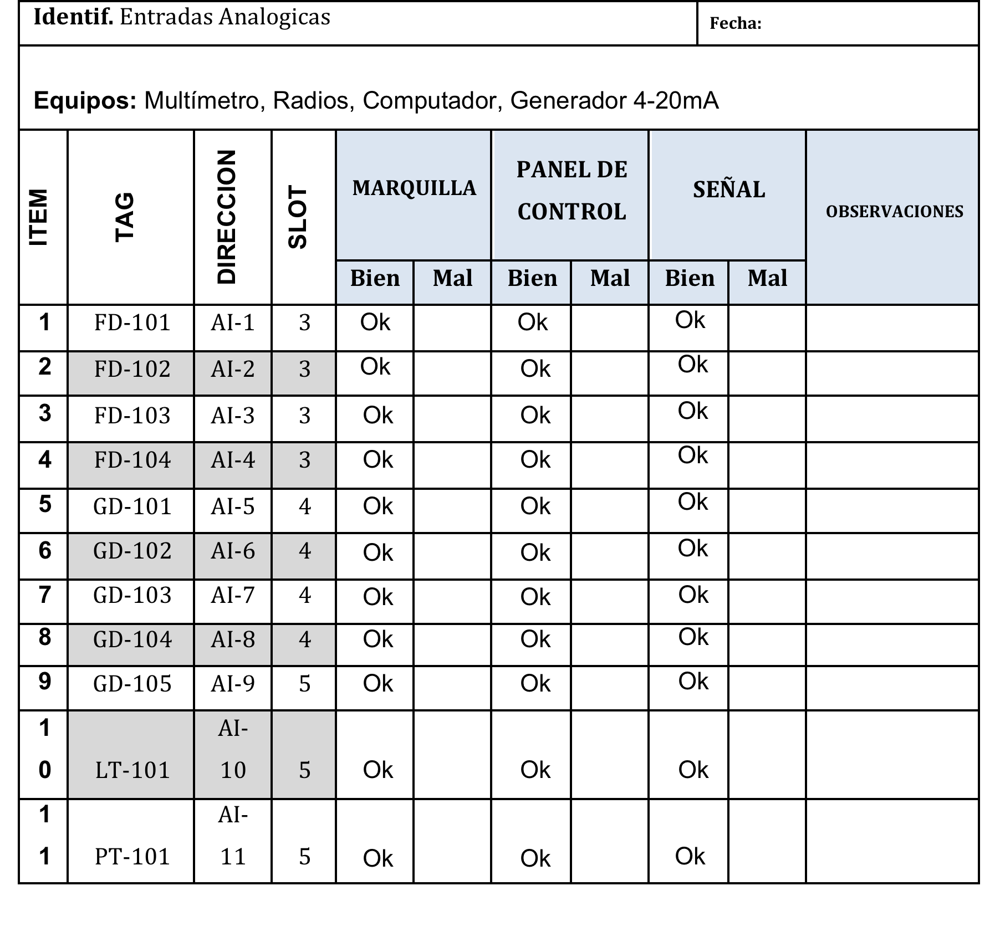 Identif. Entradas Analogicas
Fecha:
Equipos: Multímetro, Radios, Computador, Generador 4-20mA
ITEM TAG DIRECCION SLOT MARQUILLA PANEL DE CONTROL SEÑAL OBSERVACIONES
Bien Mal Bien Mal Bien Mal
1 FD-101 AI-1 3 Ok Ok Ok
2 FD-102 AI-2 3 Ok Ok Ok
3 FD-103 AI-3 3 Ok Ok Ok
4 FD-104 AI-4 3 Ok Ok Ok
5 GD-101 AI-5 4 Ok Ok Ok
6 GD-102 AI-6 4 Ok Ok Ok
7 GD-103 AI-7 4 Ok Ok Ok
8 GD-104 AI-8 4 Ok Ok Ok
9 GD-105 AI-9 5 Ok Ok Ok
10 LT-101 AI-10 5 Ok Ok Ok
11 PT-101 AI-11 5 Ok Ok Ok